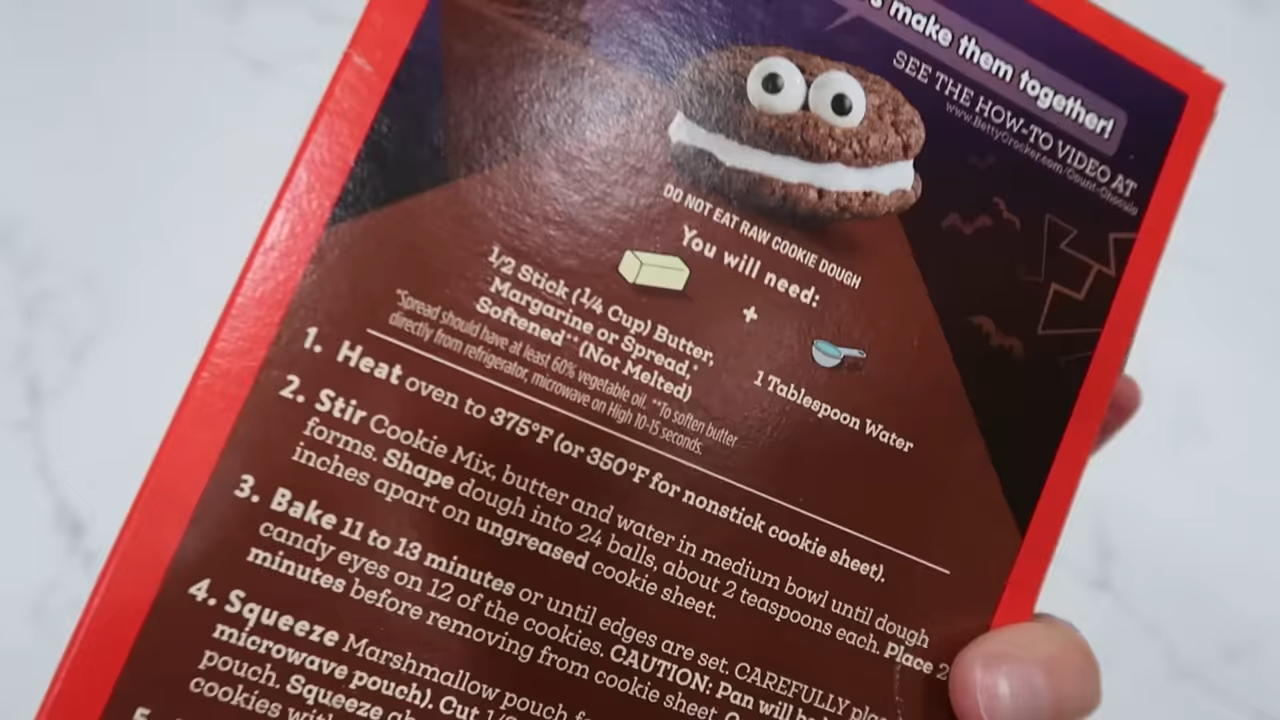 make them together!
SEE THE HOW-TO VIDEO AT
www.BettyCrocker.com/Count-Chocula
DO NOT EAT RAW COOKIE DOUGH
You will need:
1/2 Stick (1/4 Cup) Butter,
Margarine or Spread,*
Softened** (Not Melted)
*Spread should have at least 60% vegetable oil. **To soften butter
directly from refrigerator, microwave on High 10-15 seconds.
+
1 Tablespoon Water
1. Heat oven to 375°F (or 350°F for nonstick cookie sheet).
2. Stir Cookie Mix, butter and water in medium bowl until dough
forms. Shape dough into 24 balls, about 2 teaspoons each. Place 2
inches apart on ungreased cookie sheet.
3. Bake 11 to 13 minutes or until edges are set. CAREFULLY
candy eyes on 12 of the cookies. CAUTION: Pan will be
minutes before removing from cookie sheet.
4. Squeeze Marshmallow pouch
microwave pouch). Cut
pouch. Squeeze
cookies
5.